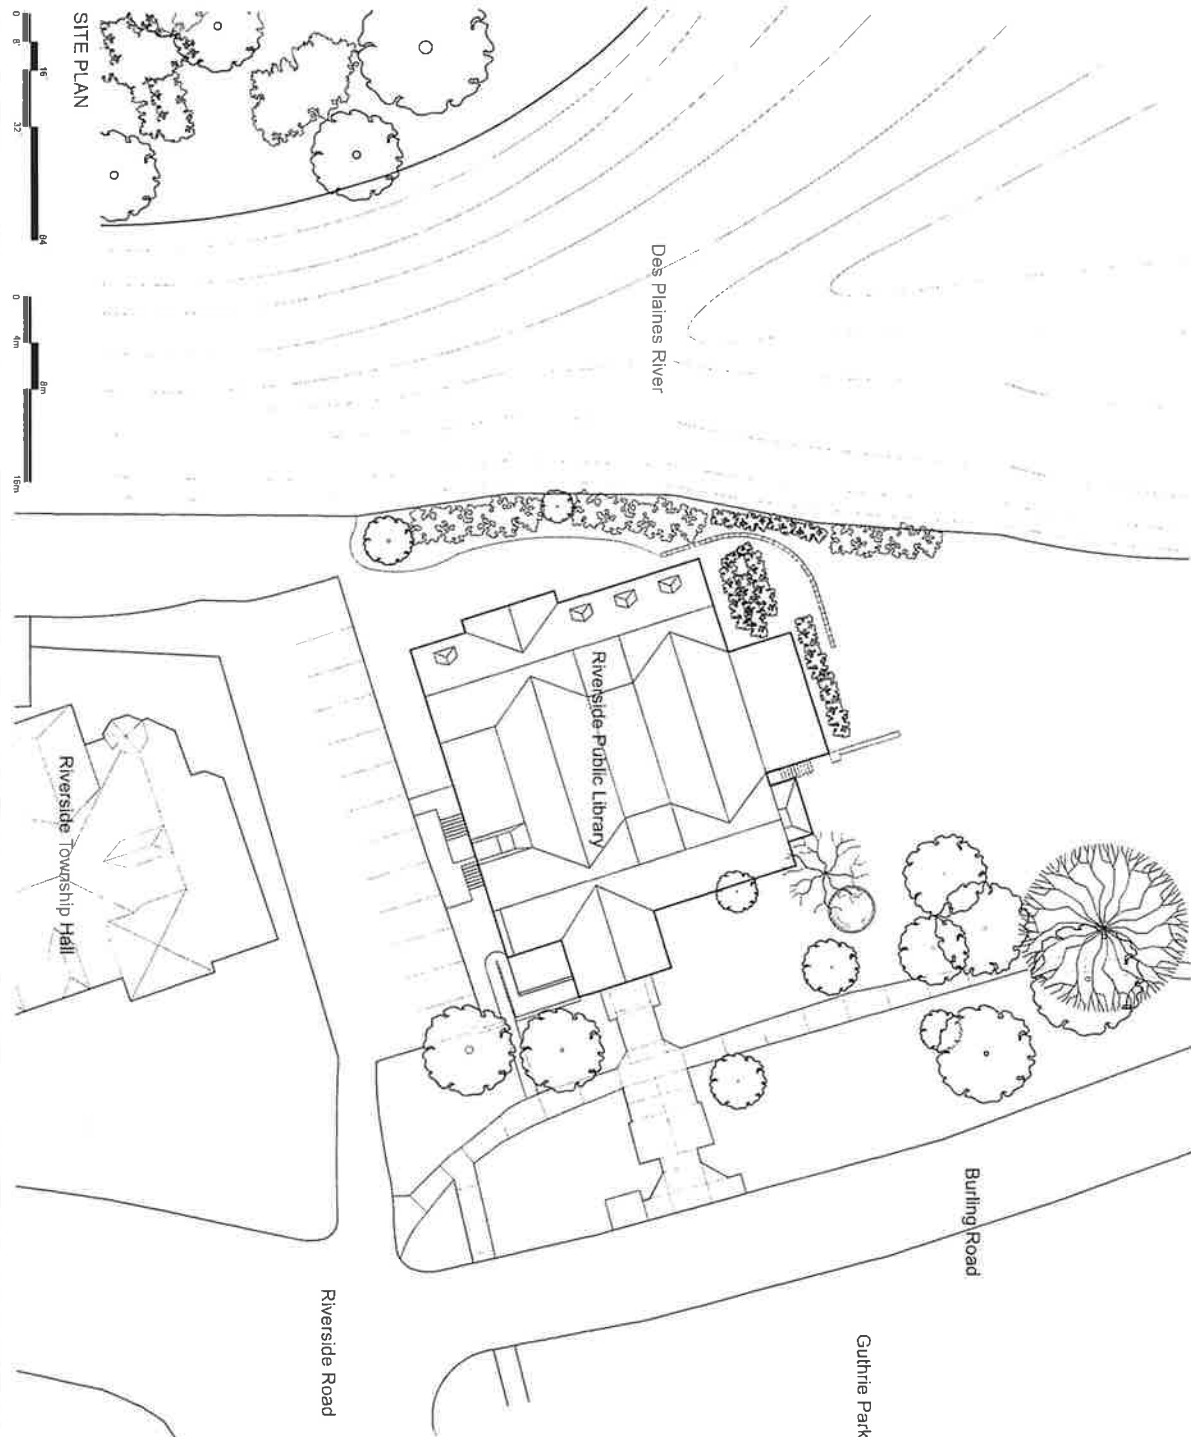 SITE PLAN
0 8' 16' 32 64
0 4m 8m 16m
Des Plaines River
Riverside Public Library
Riverside Township Hall
Burling Road
Riverside Road
Guthrie Park